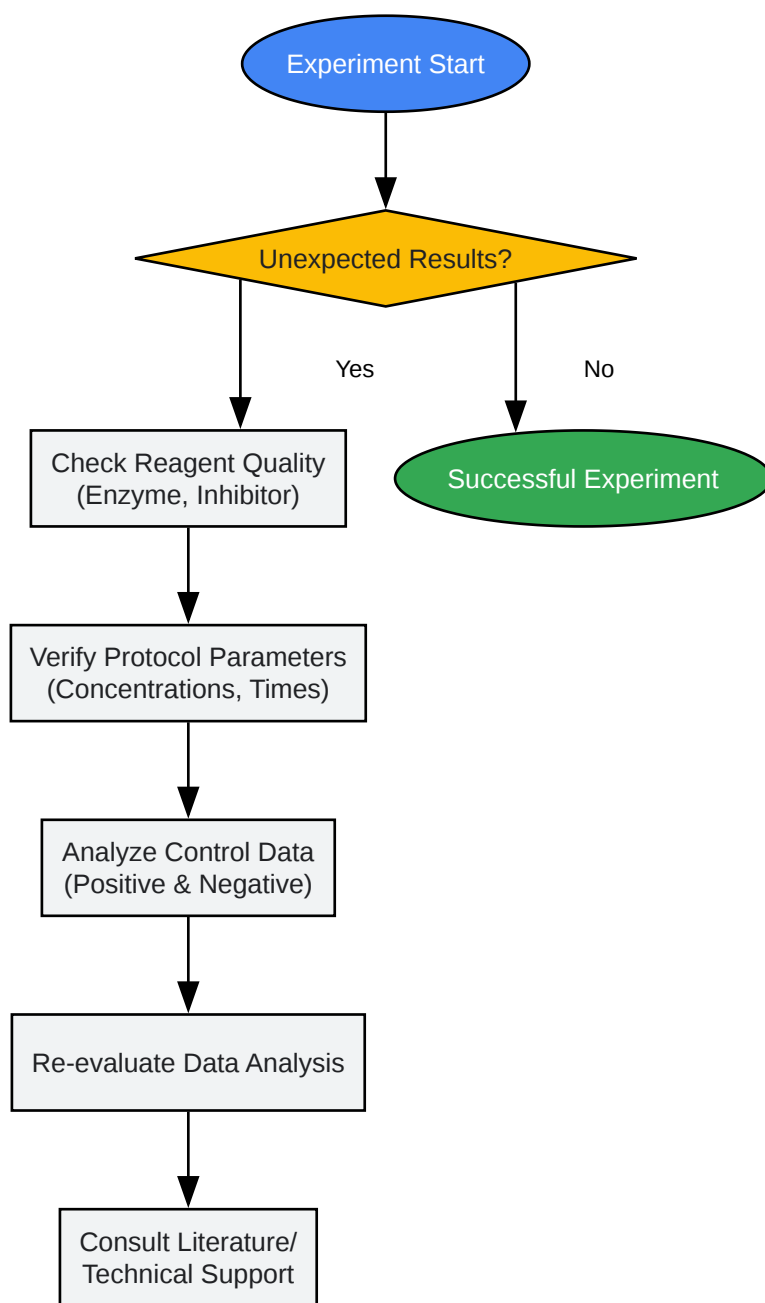 Experiment Start
Unexpected Results?
Yes
No
Check Reagent Quality
(Enzyme, Inhibitor)
Successful Experiment
Verify Protocol Parameters
(Concentrations, Times)
Analyze Control Data
(Positive & Negative)
Re-evaluate Data Analysis
Consult Literature/
Technical Support